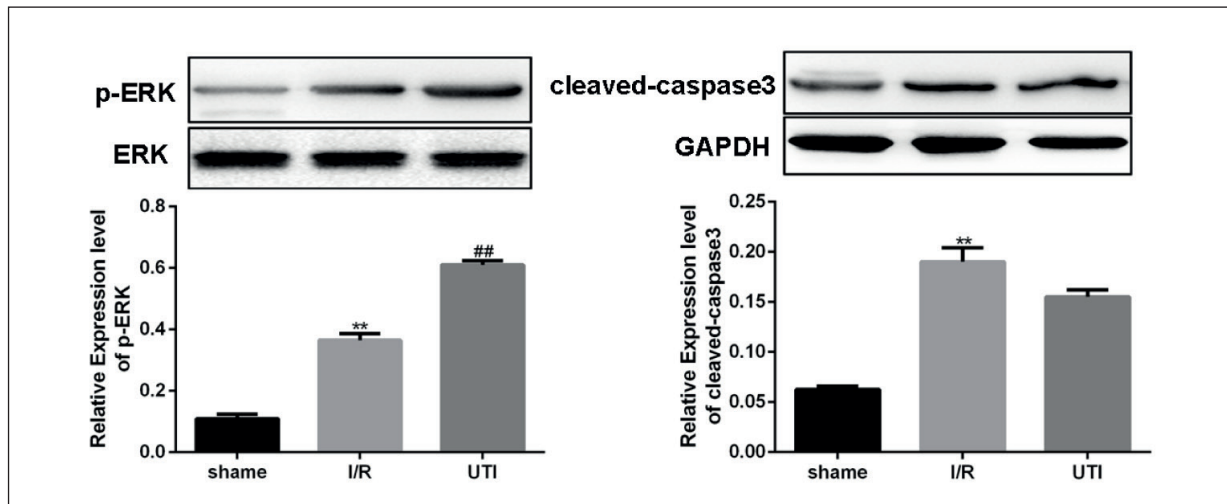 p-ERK
ERK
Relative Expression level
of p-ERK
0.8
0.6
0.4
0.2
0.0
**
##
shame
I/R
UTI
cleaved-caspase3
GAPDH
Relative Expression level
of cleaved-caspase3
0.25
0.20
0.15
0.10
0.05
0.00
**
shame
I/R
UTI